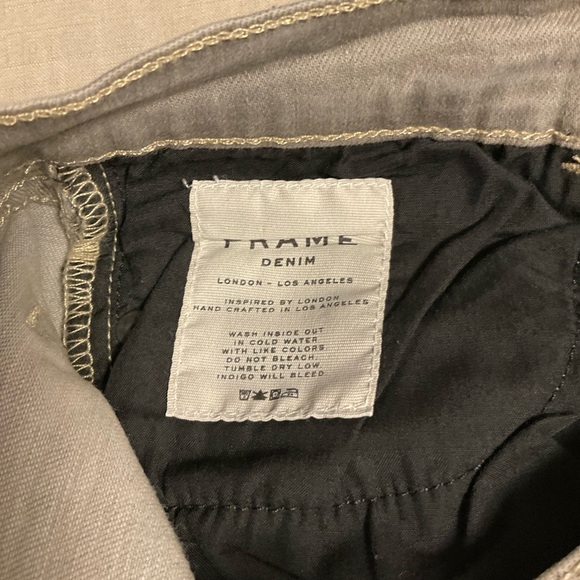 FRAME
DENIM
LONDON - LOS ANGELES
INSPIRED BY LONDON
HAND CRAFTED IN LOS ANGELES
WASH INSIDE OUT
IN COLD WATER
WITH LIKE COLORS
DO NOT BLEACH.
TUMBLE DRY LOW.
INDIGO WILL BLEED